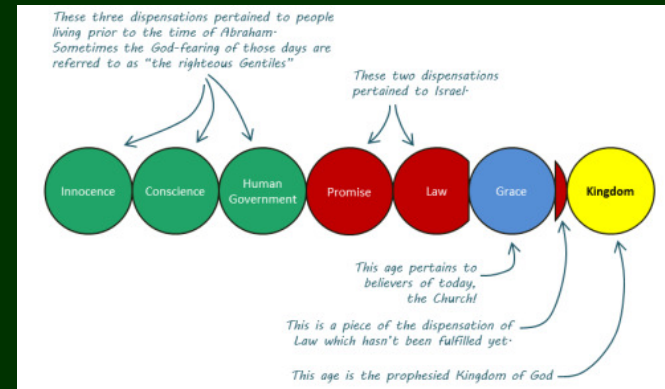 These three dispensations pertained to people
living prior to the time of Abraham.
Sometimes the God-fearing of those days are
referred to as “the righteous Gentiles”
These two dispensations
pertained to Israel.
Innocence
Conscience
Human
Government
Promise
Law
Grace
Kingdom
This age pertains to
believers of today,
the Church!
This is a piece of the dispensation of
Law which hasn't been fulfilled yet.
This age is the prophesied Kingdom of God